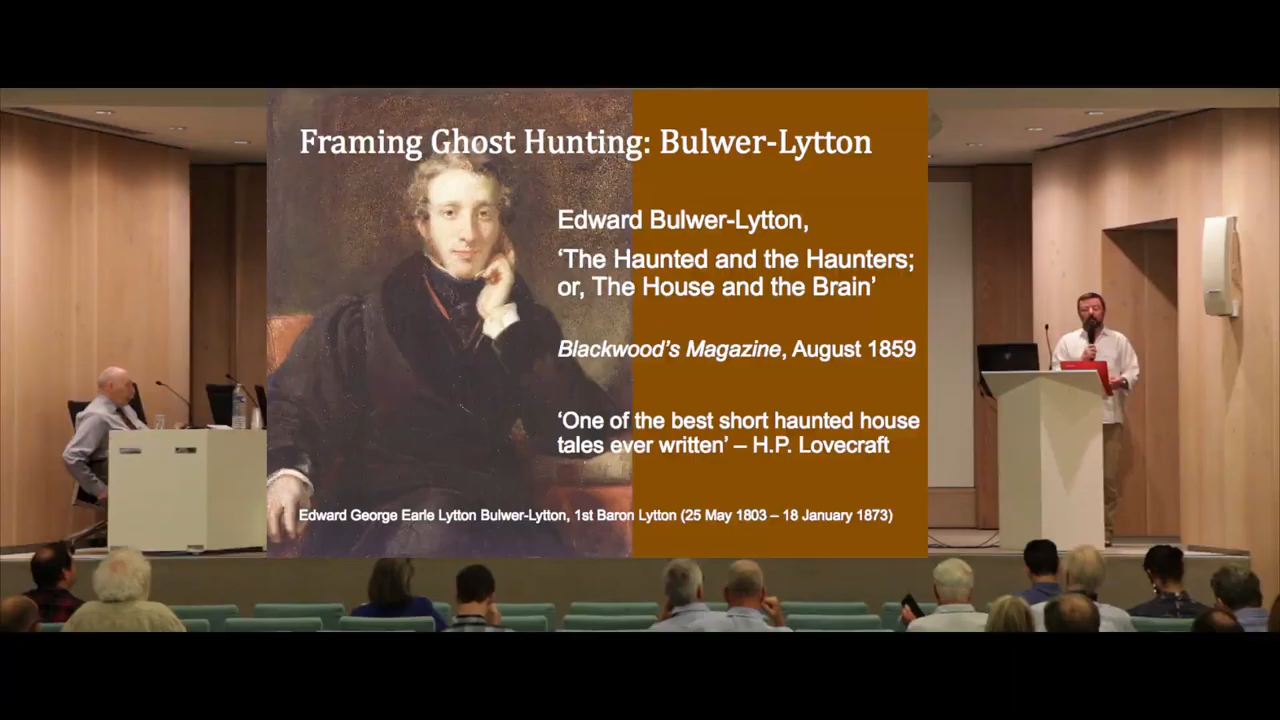 Framing Ghost Hunting: Bulwer-Lytton
Edward Bulwer-Lytton,
‘The Haunted and the Haunters;
or, The House and the Brain’
Blackwood’s Magazine, August 1859
‘One of the best short haunted house
tales ever written’ – H.P. Lovecraft
Edward George Earle Lytton Bulwer-Lytton, 1st Baron Lytton (25 May 1803 – 18 January 1873)